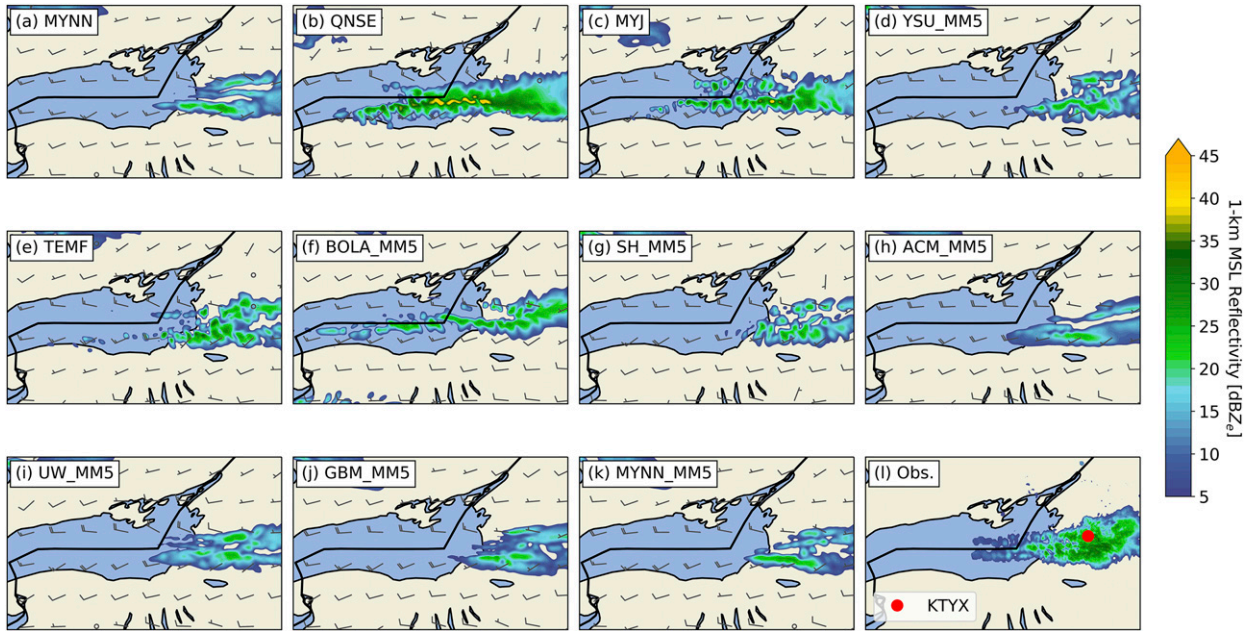 (a) MYNN
(b) QNSE
(c) MYJ
(d) YSU_MM5
(e) TEMF
(f) BOLA_MM5
(g) SH_MM5
(h) ACM_MM5
(i) UW_MM5
(j) GBM_MM5
(k) MYNN_MM5
(l) Obs.
KTYX
45
40
35
30
25
20
15
10
5
1-km MSL Reflectivity [dBZe]